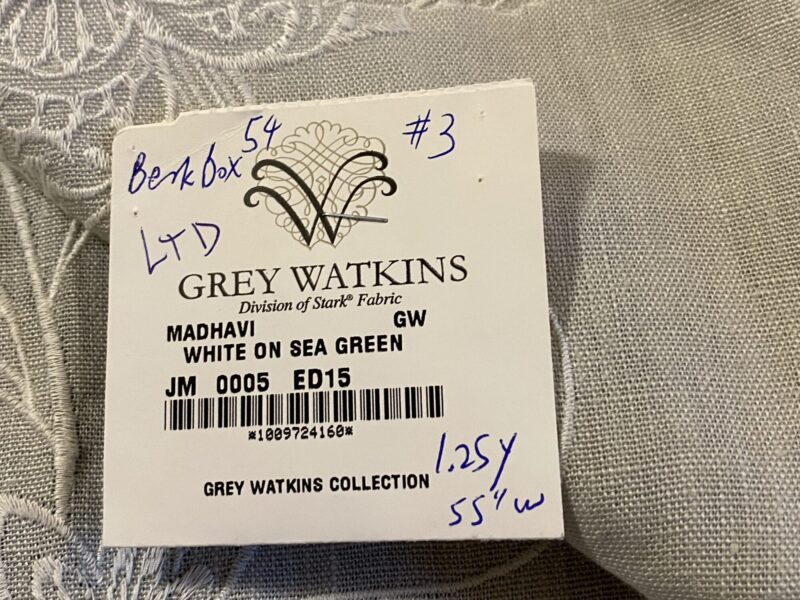 54
#3
Benk Box
LTD
GREY WATKINS
Division of Stark® Fabric
MADHAVI GW
WHITE ON SEA GREEN
JM 0005 ED15
*1009724160*
1.25y
GREY WATKINS COLLECTION
55" w